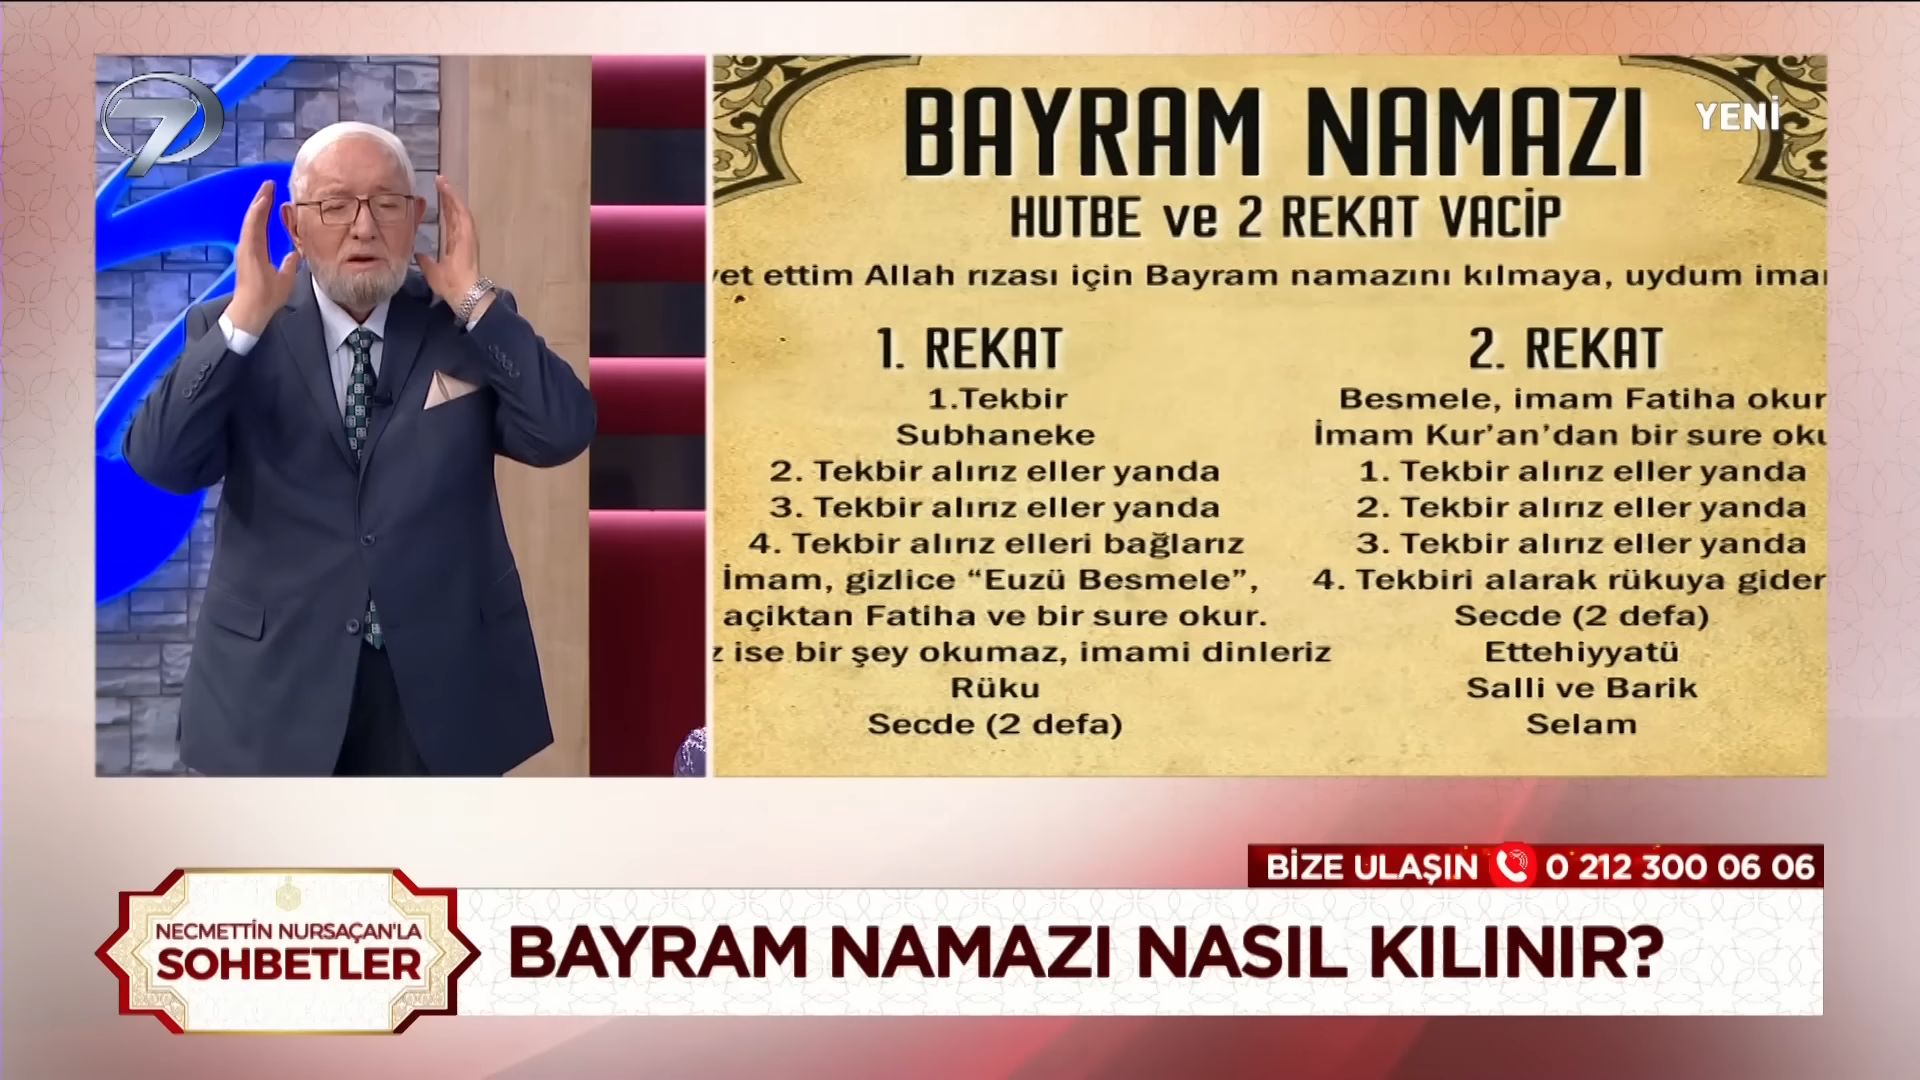 7
BAYRAM NAMAZI
YENİ
HUTBE ve 2 REKAT VACİP
ettim Allah rızası için Bayram namazını kılmaya, uydum
1. REKAT
1.Tekbir
Subhaneke
2. Tekbir alırız eller yanda
3. Tekbir alırız eller yanda
4. Tekbir alırız elleri bağlarız
İmam, gizlice “Euzü Besmele”,
açiktan Fatiha ve bir sure okur.
ise bir şey okumaz, imami dinleriz
Rüku
Secde (2 defa)
2. REKAT
Besmele, imam Fatiha okur
İmam Kur’an’dan bir sure
1. Tekbir alırız eller yanda
2. Tekbir alırız eller yanda
3. Tekbir alırız eller yanda
4. Tekbiri alarak rükuya gider
Secde (2 defa)
Ettehiyyatü
Salli ve Barik
Selam
BİZE ULAŞIN 0 212 300 06 06
NECMETTİN NURSAÇAN'LA
SOHBETLER
BAYRAM NAMAZI NASIL KILINIR?